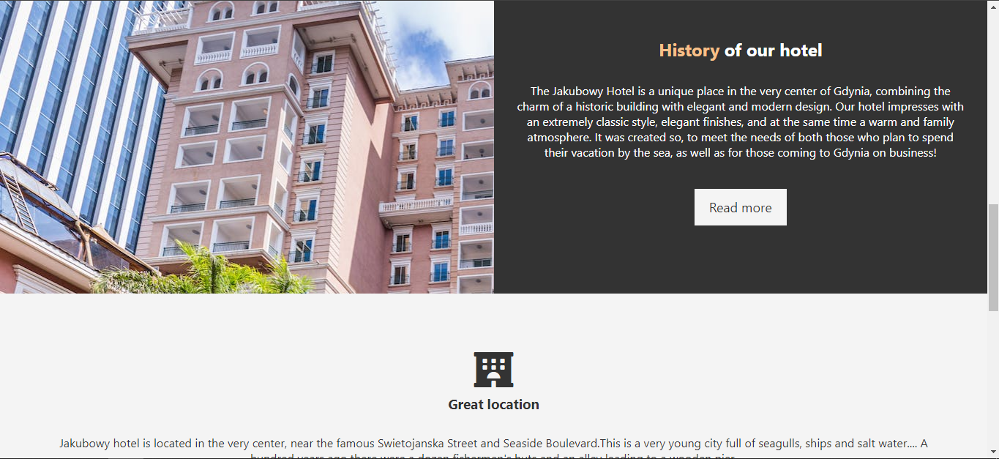 History of our hotel
The Jakubowy Hotel is a unique place in the very center of Gdynia, combining the
charm of a historic building with elegant and modern design. Our hotel impresses with
an extremely classic style, elegant finishes, and at the same time a warm and family
atmosphere. It was created so, to meet the needs of both those who plan to spend
their vacation by the sea, as well as for those coming to Gdynia on business!
Read more
Great location
Jakubowy hotel is located in the very center, near the famous Swietojanska Street and Seaside Boulevard.This is a very young city full of seagulls, ships and salt water.... A
hundred years ago there were a dozen fishermen's huts and an alley leading to a wooden pier